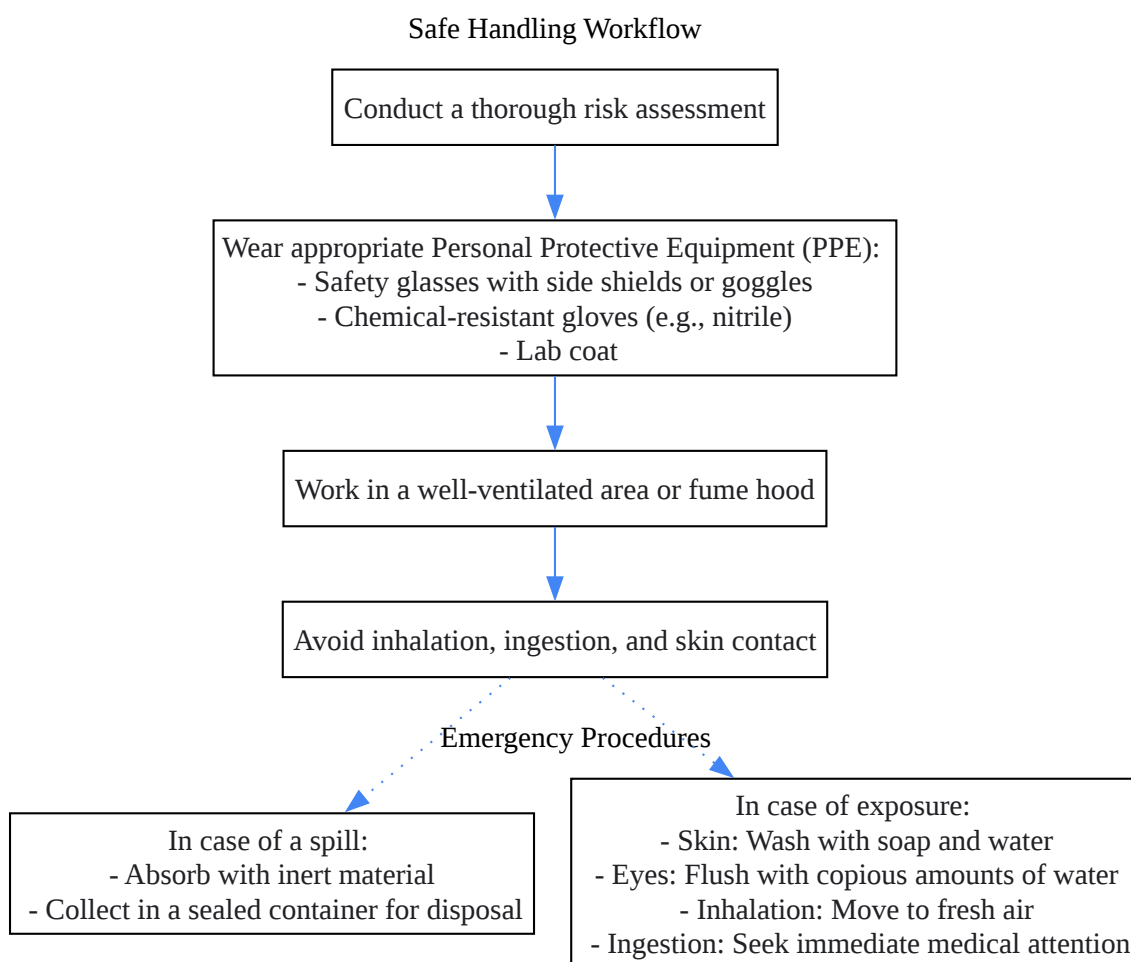 Safe Handling Workflow
Conduct a thorough risk assessment
Wear appropriate Personal Protective Equipment (PPE):
- Safety glasses with side shields or goggles
- Chemical-resistant gloves (e.g., nitrile)
- Lab coat
Work in a well-ventilated area or fume hood
Avoid inhalation, ingestion, and skin contact
Emergency Procedures
In case of a spill:
- Absorb with inert material
- Collect in a sealed container for disposal
In case of exposure:
- Skin: Wash with soap and water
- Eyes: Flush with copious amounts of water
- Inhalation: Move to fresh air
- Ingestion: Seek immediate medical attention